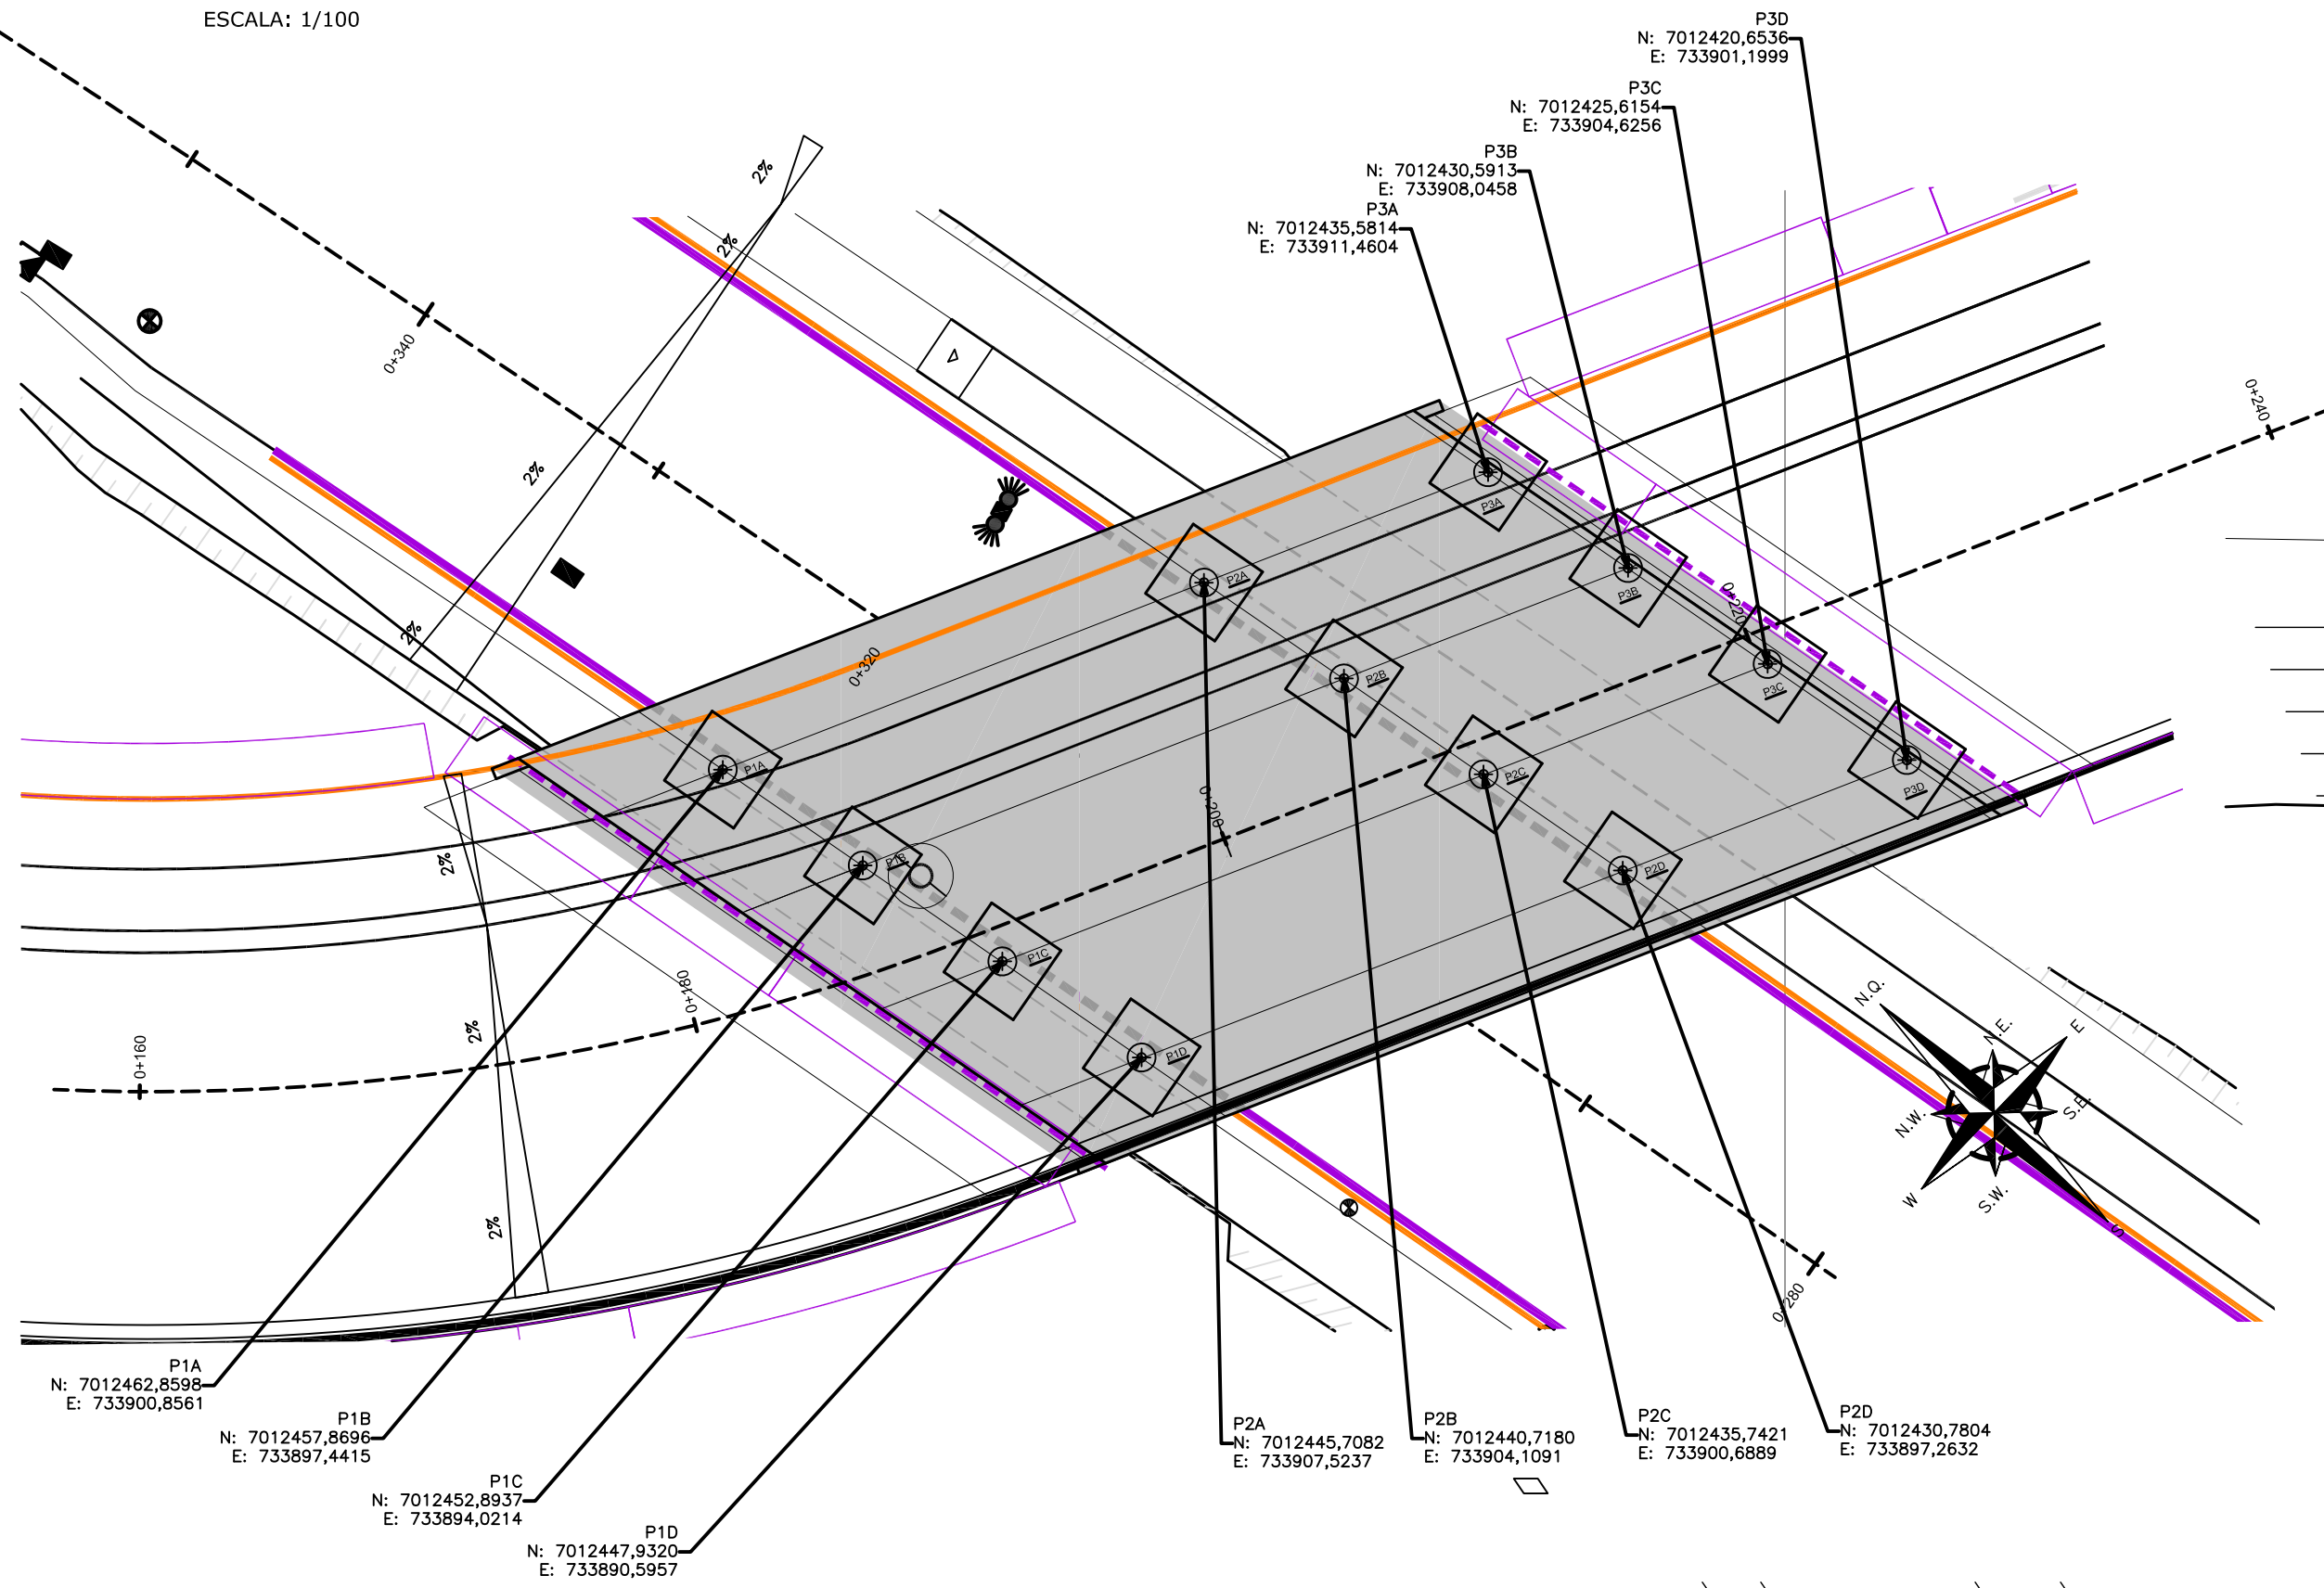 ESCALA: 1/100
P3D
N: 7012420,6536
E: 733901,1999
P3C
N: 7012425,6154
E: 733904,6256
P3B
N: 7012430,5913
E: 733908,0458
P3A
N: 7012435,5814
E: 733911,4604
2%
2%
2%
2%
0+340
0+320
0+240
0+220
0+200
0+180
0+160
0+280
P3A
P3B
P3C
P3D
P2A
P2B
P2C
P2D
P1A
P1B
P1C
P1D
2%
2%
2%
N.Q.
N.E.
E
N.W.
S.E.
W
S.W.
S
P1A
N: 7012462,8598
E: 733900,8561
P1B
N: 7012457,8696
E: 733897,4415
P1C
N: 7012452,8937
E: 733894,0214
P1D
N: 7012447,9320
E: 733890,5957
P2A
N: 7012445,7082
E: 733907,5237
P2B
N: 7012440,7180
E: 733904,1091
P2C
N: 7012435,7421
E: 733900,6889
P2D
N: 7012430,7804
E: 733897,2632